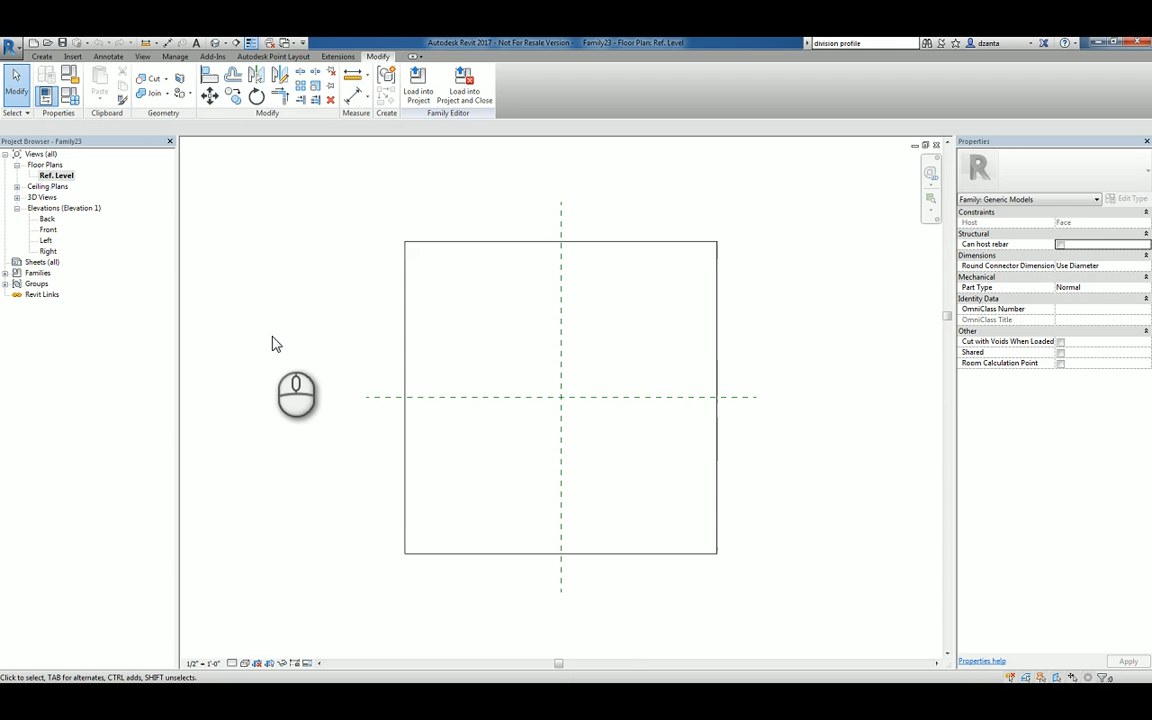 Autodesk Revit 2017 - Not For Resale Version - Family23 - Floor Plan: Ref. Level
division profile
dzanta
Create Insert Annotate View Manage Add-Ins Autodesk Point Layout Extensions Modify
Modify
Paste
Cut
Join
Load into Project
Load into Project and Close
Select Properties Clipboard Geometry Modify Measure Create Family Editor
Project Browser - Family23
Views (all)
Floor Plans
Ref. Level
Ceiling Plans
3D Views
Elevations (Elevation 1)
Back
Front
Left
Right
Sheets (all)
Families
Groups
Revit Links
1/2" = 1'-0"
Properties
Family: Generic Models
Edit Type
Constraints
Host Face
Structural
Can host rebar
Dimensions
Round Connector Dimension Use Diameter
Mechanical
Part Type Normal
Identity Data
OmniClass Number
OmniClass Title
Other
Cut with Voids When Loaded
Shared
Room Calculation Point
Properties help
Apply
Click to select, TAB for alternates, CTRL adds, SHIFT unselects.
:0